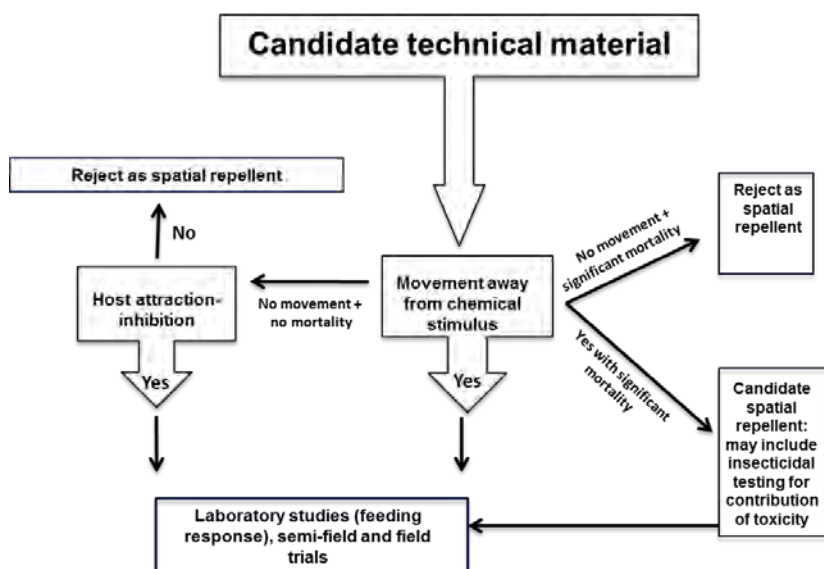 Candidate technical material
Reject as spatial repellent
No
Host attraction-
inhibition
Yes
No movement +
no mortality
Movement away
from chemical
stimulus
Yes
No movement +
significant mortality
Reject as
spatial
repellent
Yes with significant
mortality
Candidate
spatial
repellent:
may include
insecticidal
testing for
contribution
of toxicity
Laboratory studies (feeding
response), semi-field and field
trials